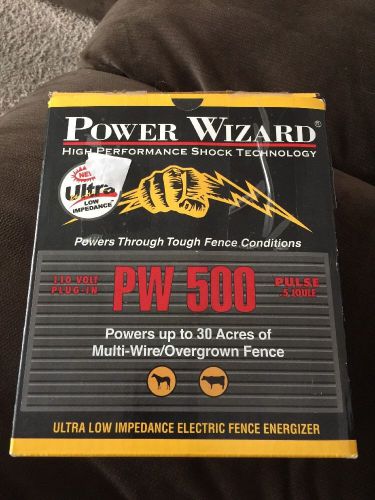 POWER WIZARD®
HIGH PERFORMANCE SHOCK TECHNOLOGY
NEW
Ultra
LOW
IMPEDANCE™
Powers Through Tough Fence Conditions
110 VOLT
PLUG-IN
PW 500
PULSE
.5 JOULE
Powers up to 30 Acres of
Multi-Wire/Overgrown Fence
ULTRA LOW IMPEDANCE ELECTRIC FENCE ENERGIZER